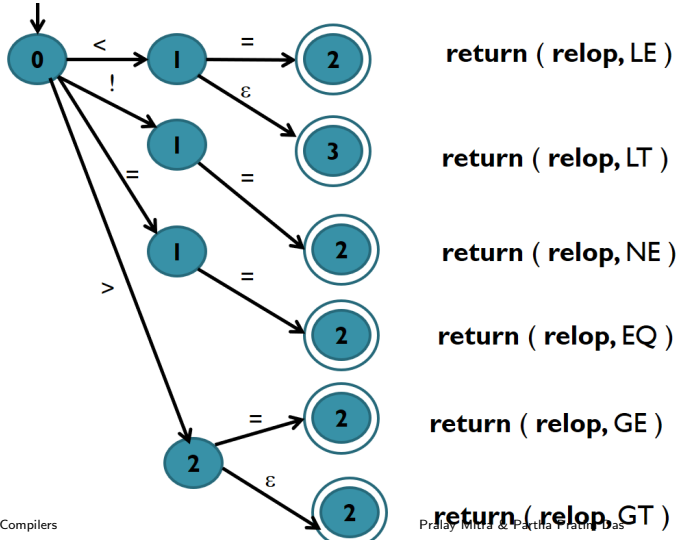 0 < 1 = 2 return ( relop, LE )
! ε
1 3 return ( relop, LT )
= =
1 2 return ( relop, NE )
> =
2 return ( relop, EQ )
= 2 return ( relop, GE )
2 ε
2 return ( relop, GT )
Compilers Pralay Mitra & Partha Pratim Das